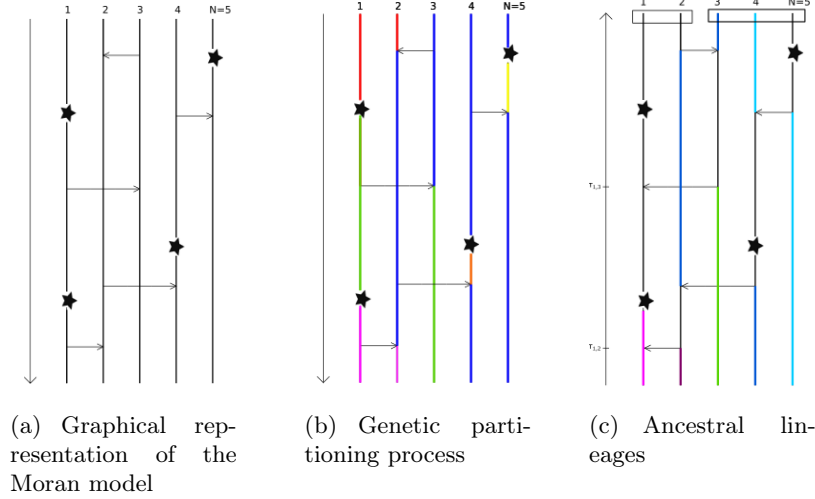 1 2 3 4 N=5
1 2 3 4 N=5
1 2 3 4 N=5
τ1,3
τ1,2
(a) Graphical rep-
resentation of the
Moran model
(b) Genetic parti-
tioning process
(c) Ancestral lin-
eages